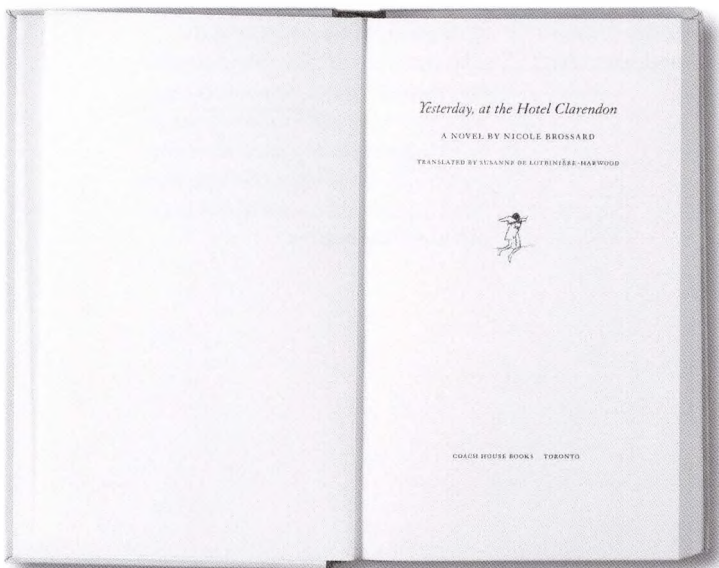 Yesterday, at the Hotel Clarendon
A NOVEL BY NICOLE BROSSARD
TRANSLATED BY SUSANNE DE LOTBINIÈRE-HARWOOD
COACH HOUSE BOOKS TORONTO